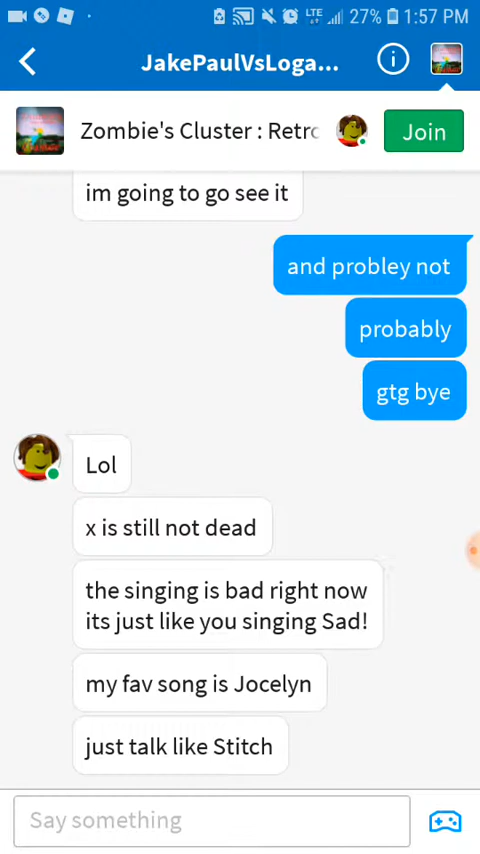 LTE 27% 1:57 PM
JakePaulVsLoga...
Zombie's Cluster : Retro
Join
im going to go see it
and probley not
probably
gtg bye
Lol
x is still not dead
the singing is bad right now
its just like you singing Sad!
my fav song is Jocelyn
just talk like Stitch
Say something